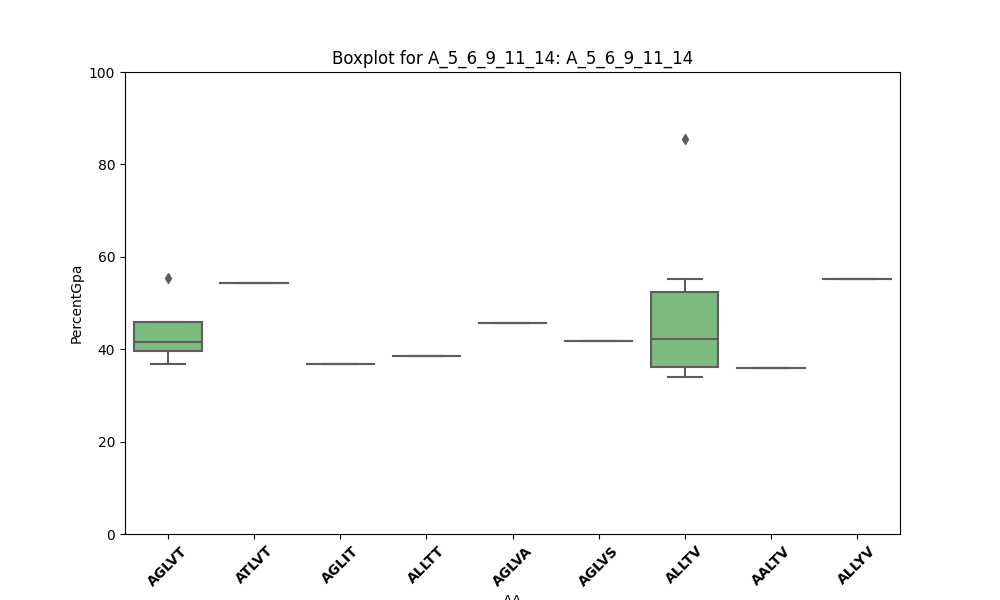 Boxplot for A_5_6_9_11_14: A_5_6_9_11_14
100
80
60
40
20
0
PercentGpa
AGLVT ATLVT AGLIT ALLTT AGLVA AGLVS ALLTV AALTV ALLYV
AA